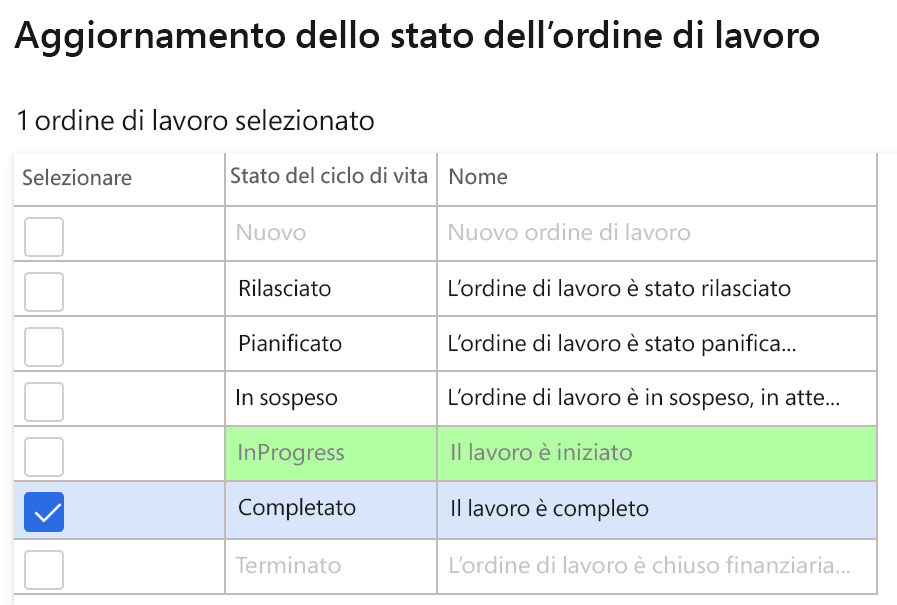 Aggiornamento dello stato dell’ordine di lavoro
1 ordine di lavoro selezionato
Selezionare Stato del ciclo di vita Nome
Nuovo Nuovo ordine di lavoro
Rilasciato L’ordine di lavoro è stato rilasciato
Pianificato L’ordine di lavoro è stato panifica...
In sospeso L’ordine di lavoro è in sospeso, in atte...
InProgress Il lavoro è iniziato
Completato Il lavoro è completo
Terminato L’ordine di lavoro è chiuso finanziaria...